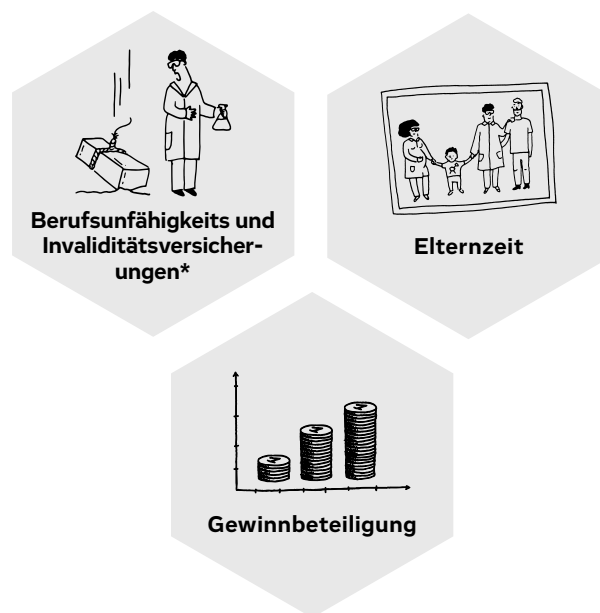 Berufsunfähigkeits und
Invaliditätsversicher-
ungen*
Elternzeit
Gewinnbeteiligung